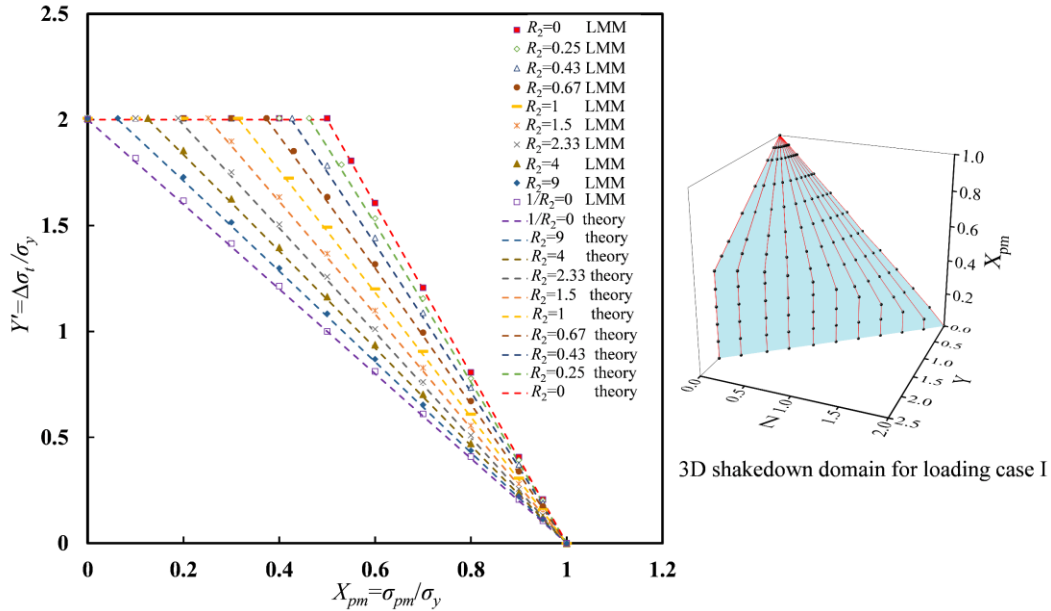 2.5
2
1.5
1
0.5
0
0
0.2
0.4
0.6
0.8
1
1.2
Y'=Δσt/σy
Xpm=σpm/σy
R2=0 LMM
R2=0.25 LMM
R2=0.43 LMM
R2=0.67 LMM
R2=1 LMM
R2=1.5 LMM
R2=2.33 LMM
R2=4 LMM
R2=9 LMM
1/R2=0 LMM
1/R2=0 theory
R2=9 theory
R2=4 theory
R2=2.33 theory
R2=1.5 theory
R2=1 theory
R2=0.67 theory
R2=0.43 theory
R2=0.25 theory
R2=0 theory
1.0
0.8
0.6
0.4
0.2
0.0
Xpm
0.5
1.0
1.5
2.0
2.5
Y
0.0
0.5
1.0
1.5
2.0
N
3D shakedown domain for loading case I